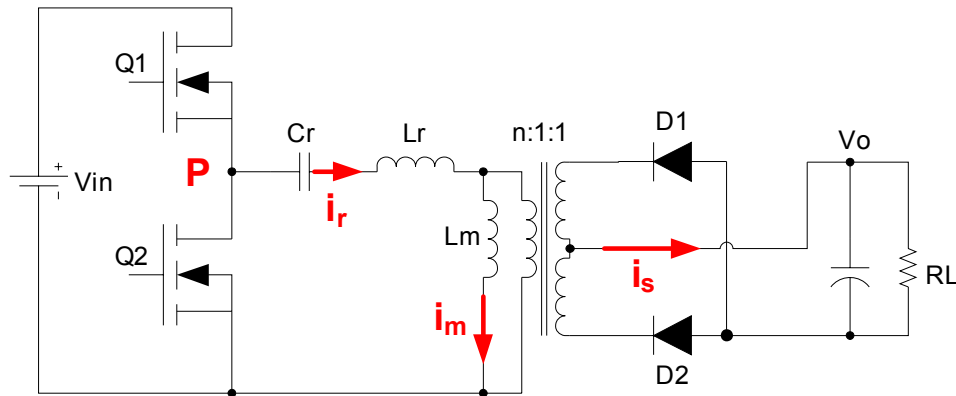 Q1
n:1:1
D1
Cr
Lr
Vo
+
Vin
-
P
ir
Lm
Q2
is
RL
im
D2